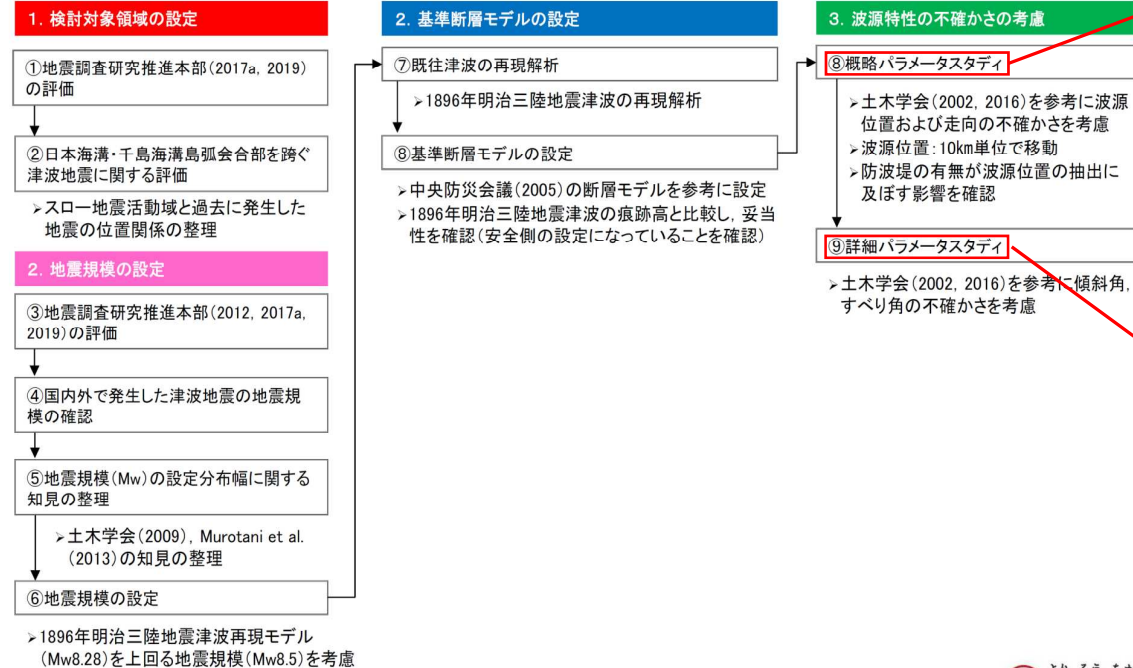 1. 検討対象領域の設定
①地震調査研究推進本部(2017a, 2019)
の評価
②日本海溝・千島海溝島弧会合部を跨ぐ
津波地震に関する評価
➢スロー地震活動域と過去に発生した
地震の位置関係の整理
2. 地震規模の設定
③地震調査研究推進本部(2012, 2017a,
2019)の評価
④国内外で発生した津波地震の地震規
模の確認
⑤地震規模(Mw)の設定分布幅に関する
知見の整理
➢土木学会(2009), Murotani et al.
(2013)の知見の整理
⑥地震規模の設定
➢1896年明治三陸地震津波再現モデル
(Mw8.28)を上回る地震規模(Mw8.5)を考慮
2. 基準断層モデルの設定
⑦既往津波の再現解析
➢1896年明治三陸地震津波の再現解析
⑧基準断層モデルの設定
➢中央防災会議(2005)の断層モデルを参考に設定
➢1896年明治三陸地震津波の痕跡高と比較し, 妥当
性を確認(安全側の設定になっていることを確認)
3. 波源特性の不確かさの考慮
⑧概略パラメータスタディ
➢土木学会(2002, 2016)を参考に波源
位置および走向の不確かさを考慮
➢波源位置:10km単位で移動
➢防波堤の有無が波源位置の抽出に
及ぼす影響を確認
⑨詳細パラメータスタディ
➢土木学会(2002, 2016)を参考に傾斜角,
すべり角の不確かさを考慮